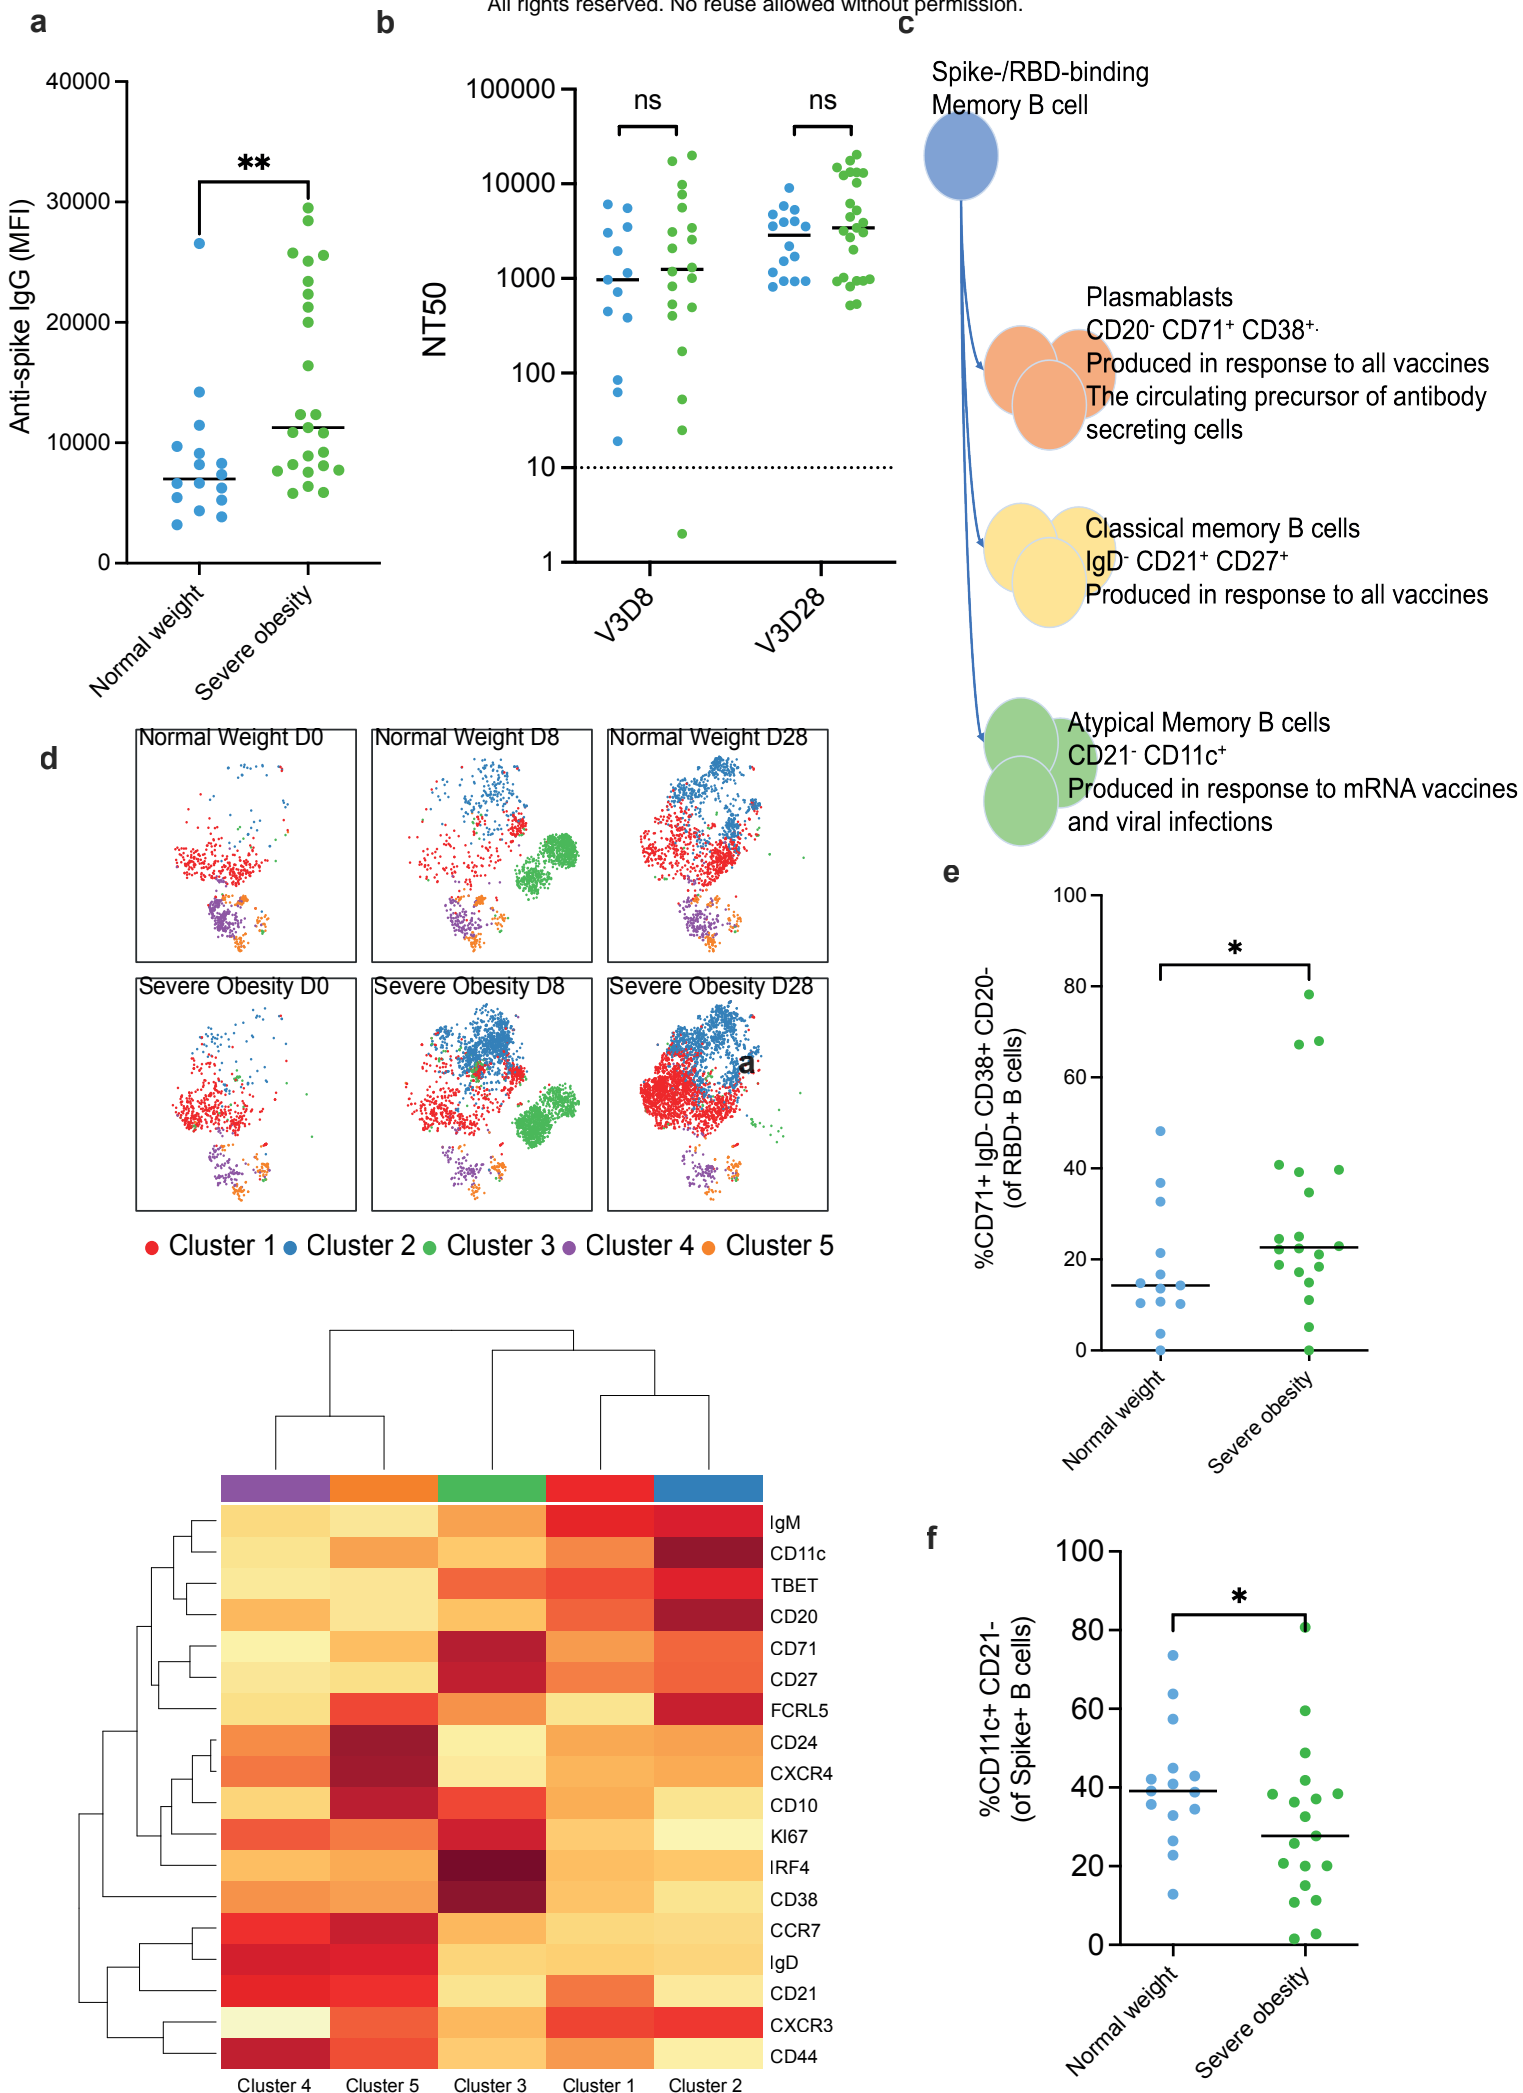 All rights reserved. No reuse allowed without permission.
a
b
c
40000
30000
20000
10000
0
Anti-spike IgG (MFI)
**
Normal weight
Severe obesity
100000
10000
1000
100
10
1
NT50
ns
ns
V3D8
V3D28
Spike-/RBD-binding
Memory B cell
Plasmablasts
CD20- CD71+ CD38+.
Produced in response to all vaccines
The circulating precursor of antibody
secreting cells
Classical memory B cells
IgD- CD21+ CD27+
Produced in response to all vaccines
Atypical Memory B cells
CD21- CD11c+
Produced in response to mRNA vaccines
and viral infections
d
Normal Weight D0
Normal Weight D8
Normal Weight D28
Severe Obesity D0
Severe Obesity D8
Severe Obesity D28
a
Cluster 1
Cluster 2
Cluster 3
Cluster 4
Cluster 5
IgM
CD11c
TBET
CD20
CD71
CD27
FCRL5
CD24
CXCR4
CD10
KI67
IRF4
CD38
CCR7
IgD
CD21
CXCR3
CD44
Cluster 4
Cluster 5
Cluster 3
Cluster 1
Cluster 2
e
100
80
60
40
20
0
%CD71+ IgD- CD38+ CD20-
(of RBD+ B cells)
*
Normal weight
Severe obesity
f
100
80
60
40
20
0
%CD11c+ CD21-
(of Spike+ B cells)
*
Normal weight
Severe obesity